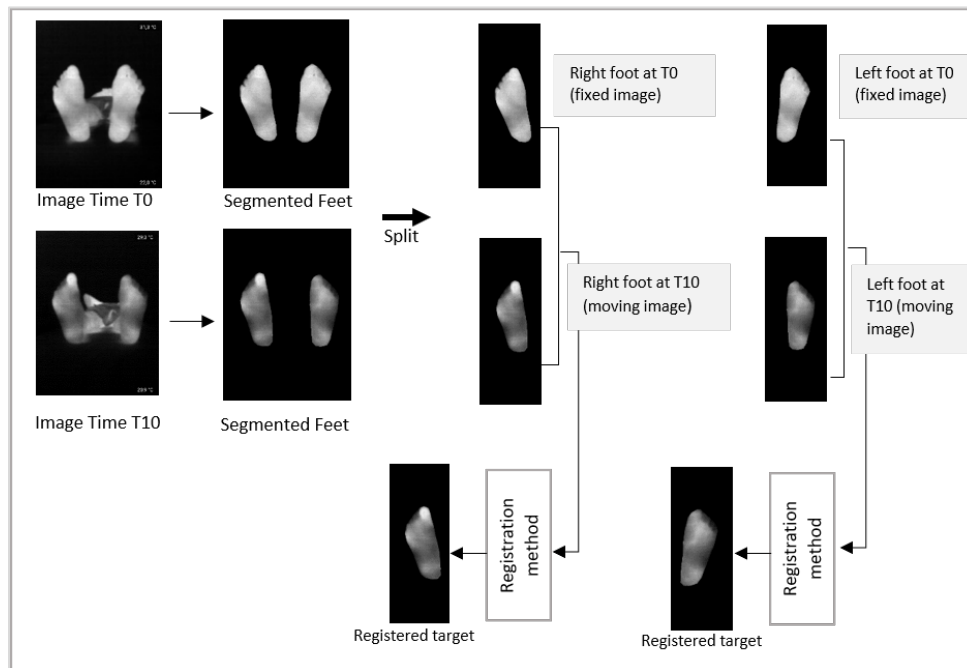 Image Time T0
Segmented Feet
Split
Right foot at T0
(fixed image)
Left foot at T0
(fixed image)
Image Time T10
Segmented Feet
Right foot at T10
(moving image)
Left foot at
T10 (moving
image)
Registration
method
Registered target
Registration
method
Registered target